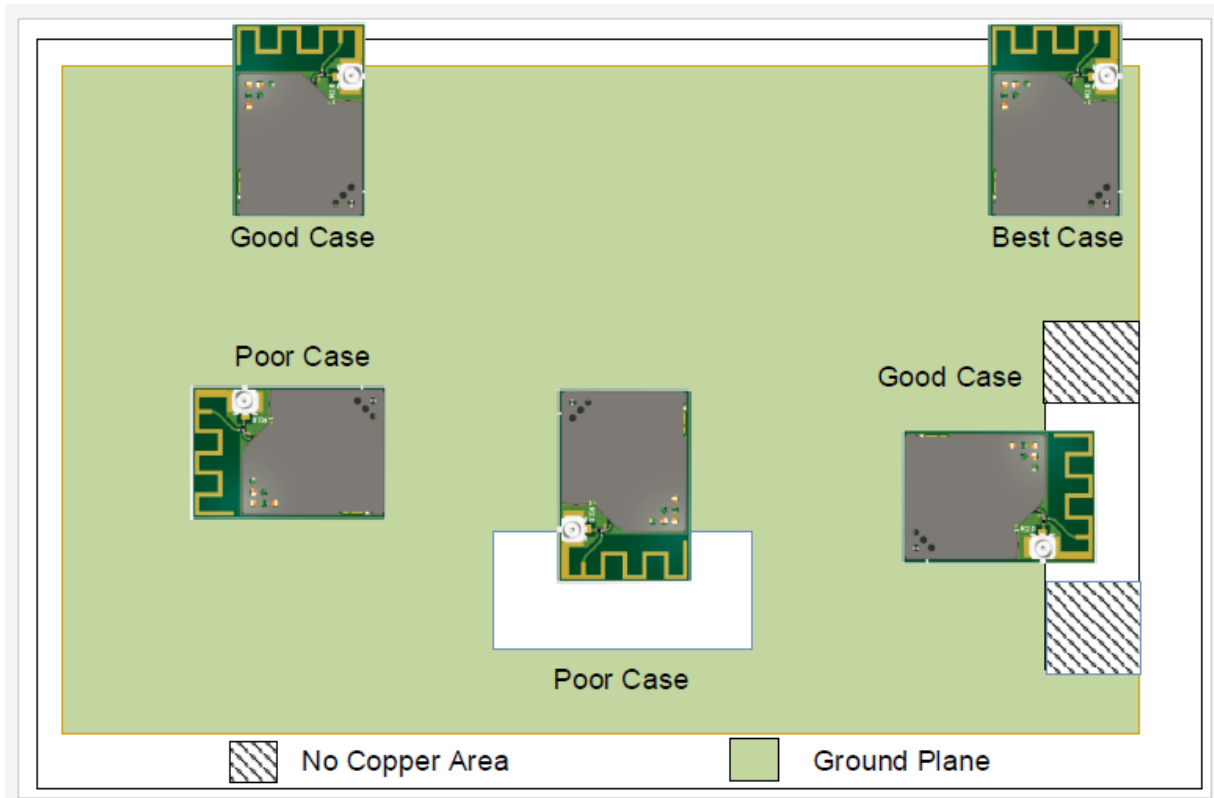 Good Case
Best Case
Poor Case
Good Case
Poor Case
No Copper Area
Ground Plane